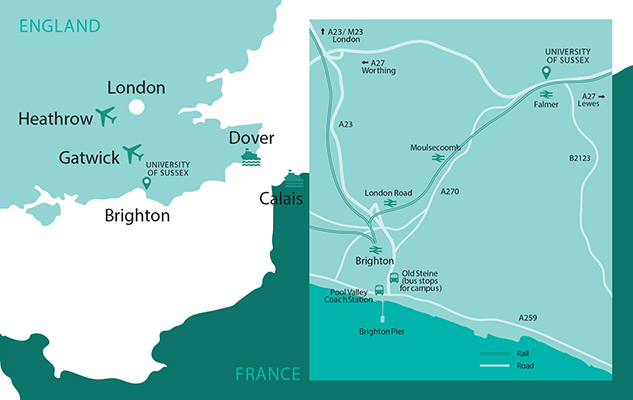 ENGLAND
London
Heathrow
Gatwick
Dover
UNIVERSITY
OF SUSSEX
Calais
Brighton
FRANCE
A23/ M23
London
A27
Worthing
UNIVERSITY
OF SUSSEX
Falmer
A27
Lewes
A23
Moulsecoomb
B2123
London Road
A270
Brighton
Old Steine
(bus stops
for campus)
Pool Valley
Coach Station
A259
Brighton Pier
Rail
Road